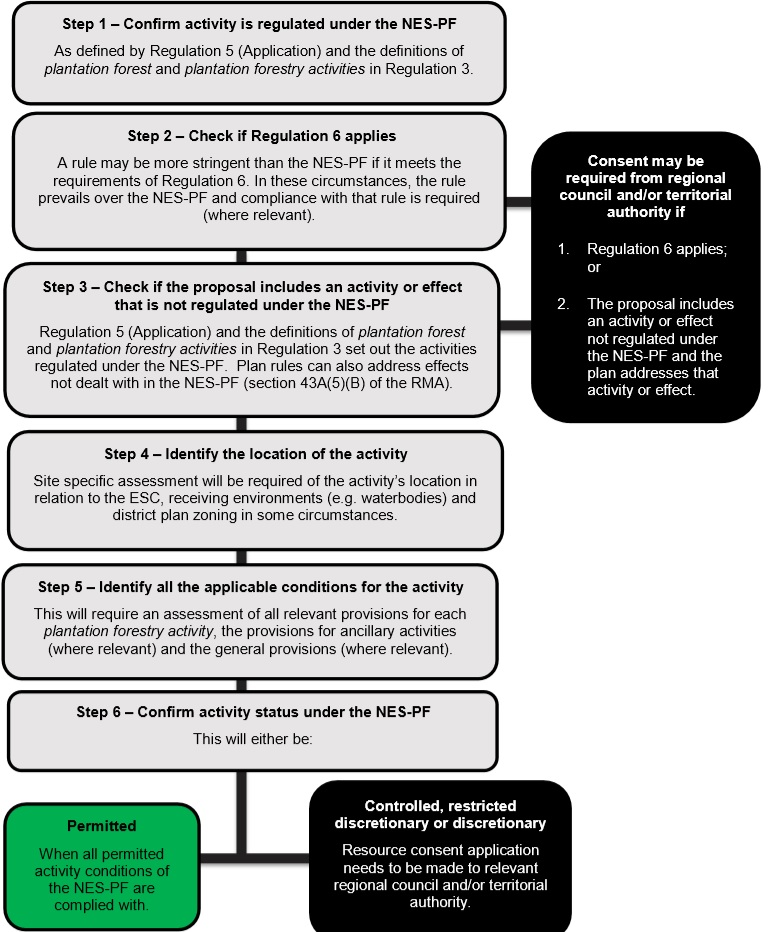 Step 1 – Confirm activity is regulated under the NES-PF
As defined by Regulation 5 (Application) and the definitions of
plantation forest and plantation forestry activities in Regulation 3.
Step 2 – Check if Regulation 6 applies
A rule may be more stringent than the NES-PF if it meets the
requirements of Regulation 6. In these circumstances, the rule
prevails over the NES-PF and compliance with that rule is required
(where relevant).
Consent may be
required from regional
council and/or territorial
authority if
1. Regulation 6 applies;
or
2. The proposal includes
an activity or effect
not regulated under
the NES-PF and the
plan addresses that
activity or effect.
Step 3 – Check if the proposal includes an activity or effect
that is not regulated under the NES-PF
Regulation 5 (Application) and the definitions of plantation forest
and plantation forestry activities in Regulation 3 set out the activities
regulated under the NES-PF. Plan rules can also address effects
not dealt with in the NES-PF (section 43A(5)(B) of the RMA).
Step 4 – Identify the location of the activity
Site specific assessment will be required of the activity's location in
relation to the ESC, receiving environments (e.g. waterbodies) and
district plan zoning in some circumstances.
Step 5 – Identify all the applicable conditions for the activity
This will require an assessment of all relevant provisions for each
plantation forestry activity, the provisions for ancillary activities
(where relevant) and the general provisions (where relevant).
Step 6 – Confirm activity status under the NES-PF
This will either be:
Permitted
When all permitted
activity conditions of
the NES-PF are
complied with.
Controlled, restricted
discretionary or discretionary
Resource consent application
needs to be made to relevant
regional council and/or territorial
authority.